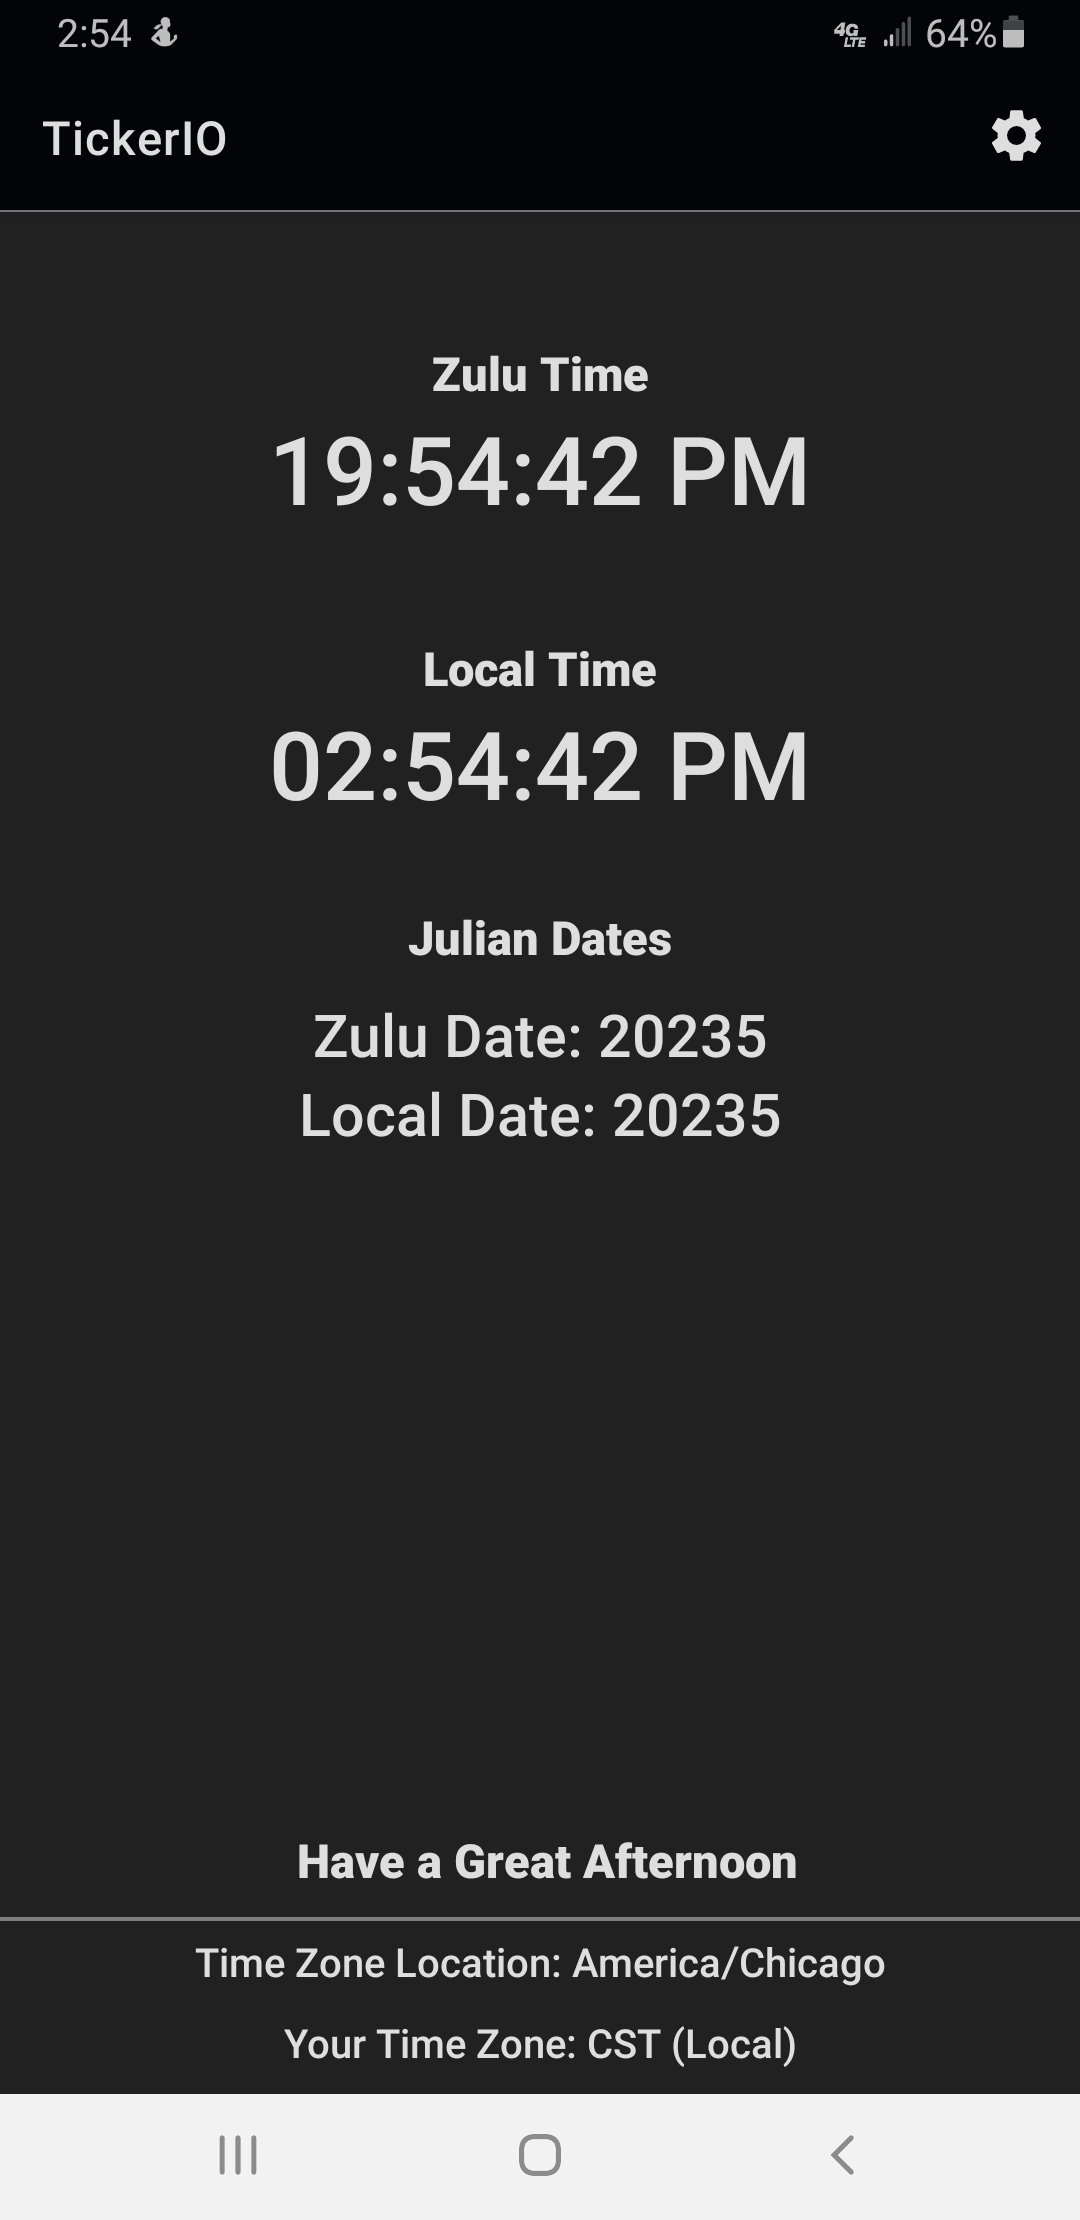 2:54 4G LTE 64%
TickerIO
Zulu Time
19:54:42 PM
Local Time
02:54:42 PM
Julian Dates
Zulu Date: 20235
Local Date: 20235
Have a Great Afternoon
Time Zone Location: America/Chicago
Your Time Zone: CST (Local)